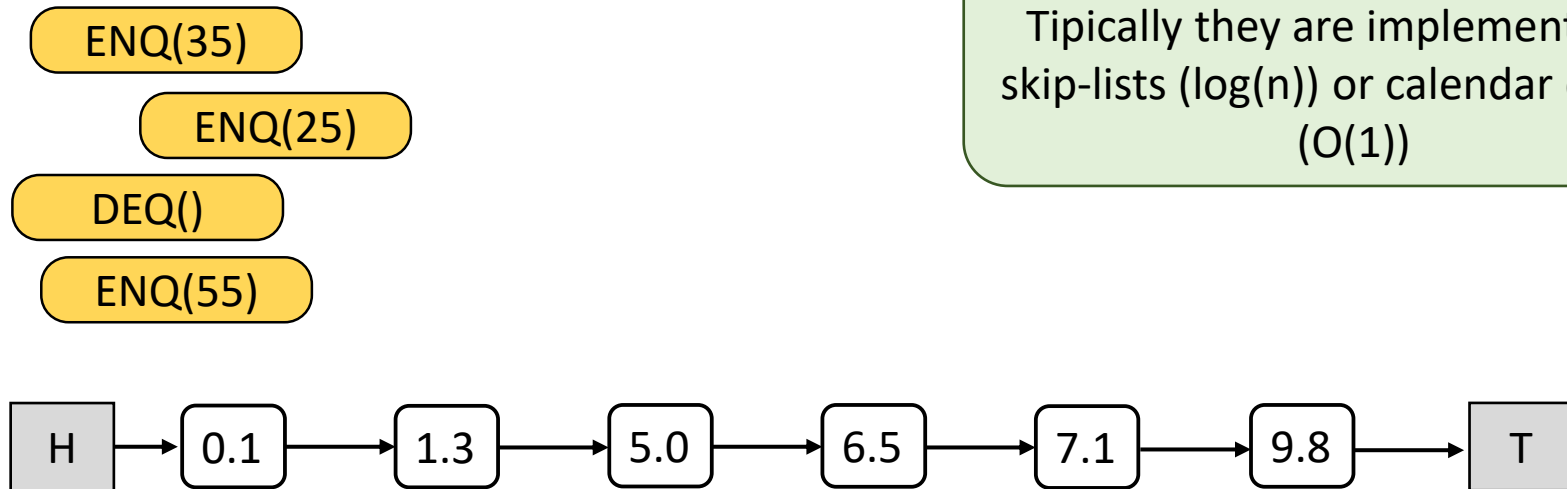 ENQ(35)
ENQ(25)
DEQ()
ENQ(55)
Tipically they are implement
skip-lists (log(n)) or calendar
(O(1))
H 0.1 1.3 5.0 6.5 7.1 9.8 T